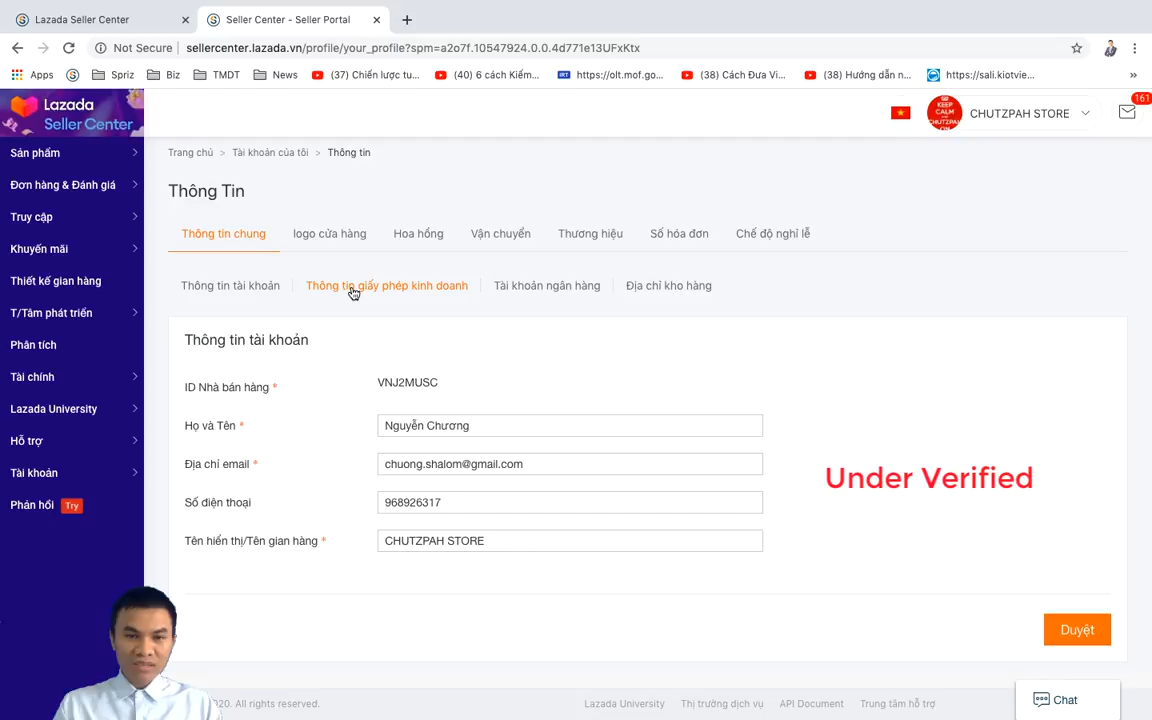 Lazada Seller Center
Seller Center - Seller Portal
Not Secure | sellercenter.lazada.vn/profile/your_profile?spm=a2o7f.10547924.0.0.4d771e13UFxKtx
Apps
Spriz
Biz
TMDT
News
(37) Chiến lược tu...
(40) 6 cách Kiếm...
https://olt.mof.go...
(38) Cách Đưa Vi...
(38) Hướng dẫn n...
https://sali.kiotvie...
Lazada
Seller Center
KEEP
CALM
CHUTZPAH
ON
CHUTZPAH STORE
161
Sản phẩm
Đơn hàng & Đánh giá
Truy cập
Khuyến mãi
Thiết kế gian hàng
T/Tâm phát triển
Phân tích
Tài chính
Lazada University
Hỗ trợ
Tài khoản
Phản hồi Try
Trang chủ > Tài khoản của tôi > Thông tin
Thông Tin
Thông tin chung
logo cửa hàng
Hoa hồng
Vận chuyển
Thương hiệu
Số hóa đơn
Chế độ nghỉ lễ
Thông tin tài khoản
Thông tin giấy phép kinh doanh
Tài khoản ngân hàng
Địa chỉ kho hàng
Thông tin tài khoản
ID Nhà bán hàng * VNJ2MUSC
Họ và Tên * Nguyễn Chương
Địa chỉ email * chuong.shalom@gmail.com
Số điện thoại 968926317
Tên hiển thị/Tên gian hàng * CHUTZPAH STORE
Under Verified
Duyệt
2020. All rights reserved.
Lazada University
Thị trường dịch vụ
API Document
Trung tâm hỗ trợ
Chat